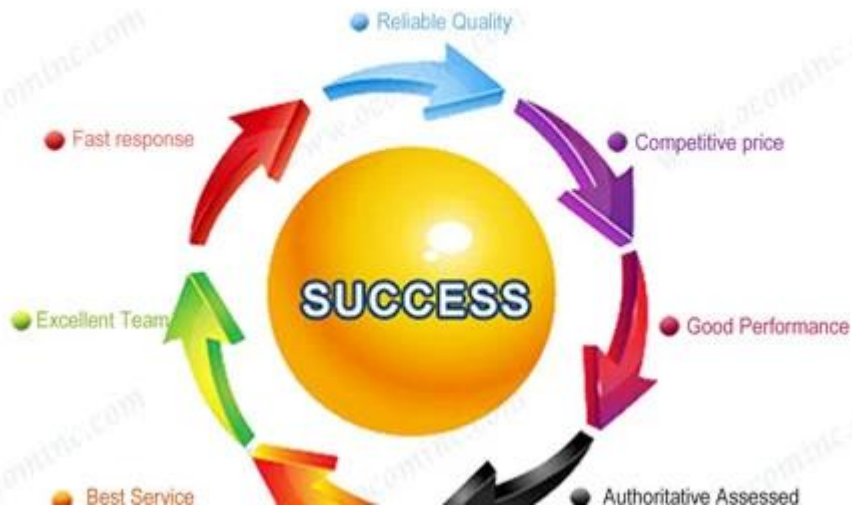 Reliable Quality
Fast response
Competitive price
SUCCESS
Excellent Team
Good Performance
Best Service
Authoritative Assessed